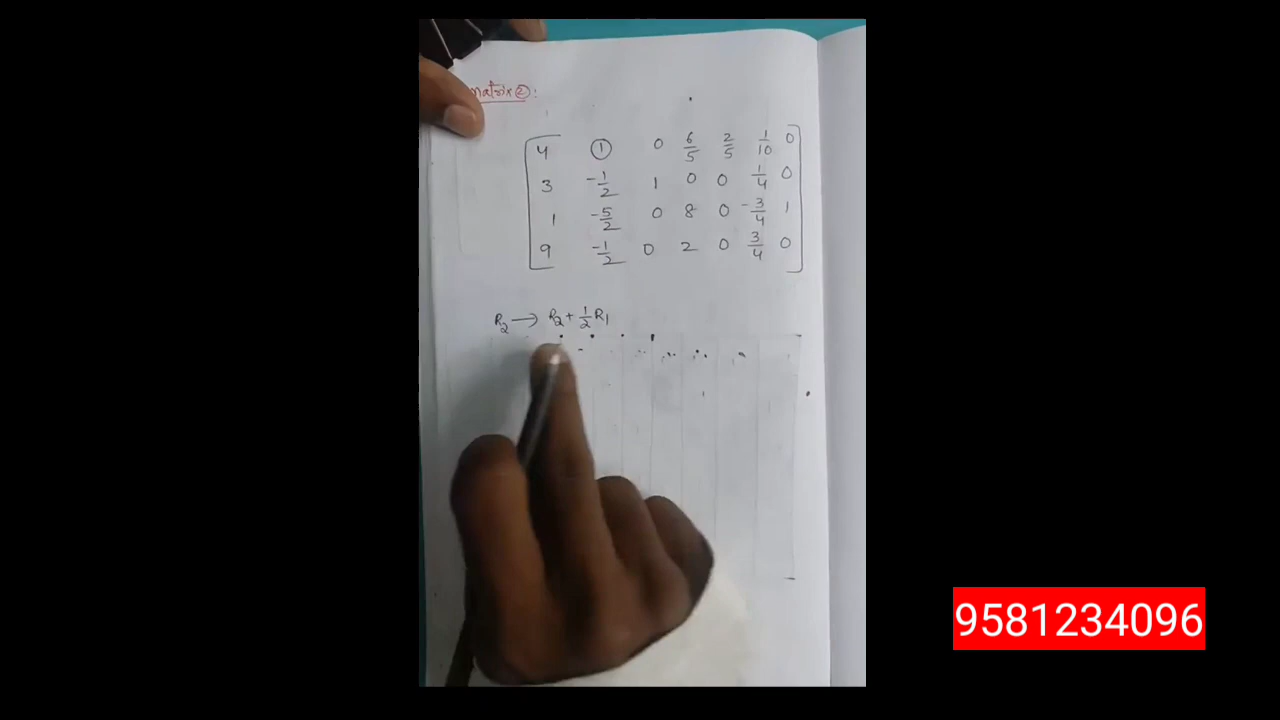 matrix ②:
4 ① 0 6/5 2/5 1/10 0
3 -1/2 1 0 0 1/4 0
1 -5/2 0 8 0 -3/4 1
9 -1/2 0 2 0 3/4 0
R₂ → R₂ + 1/2 R₁
9581234096